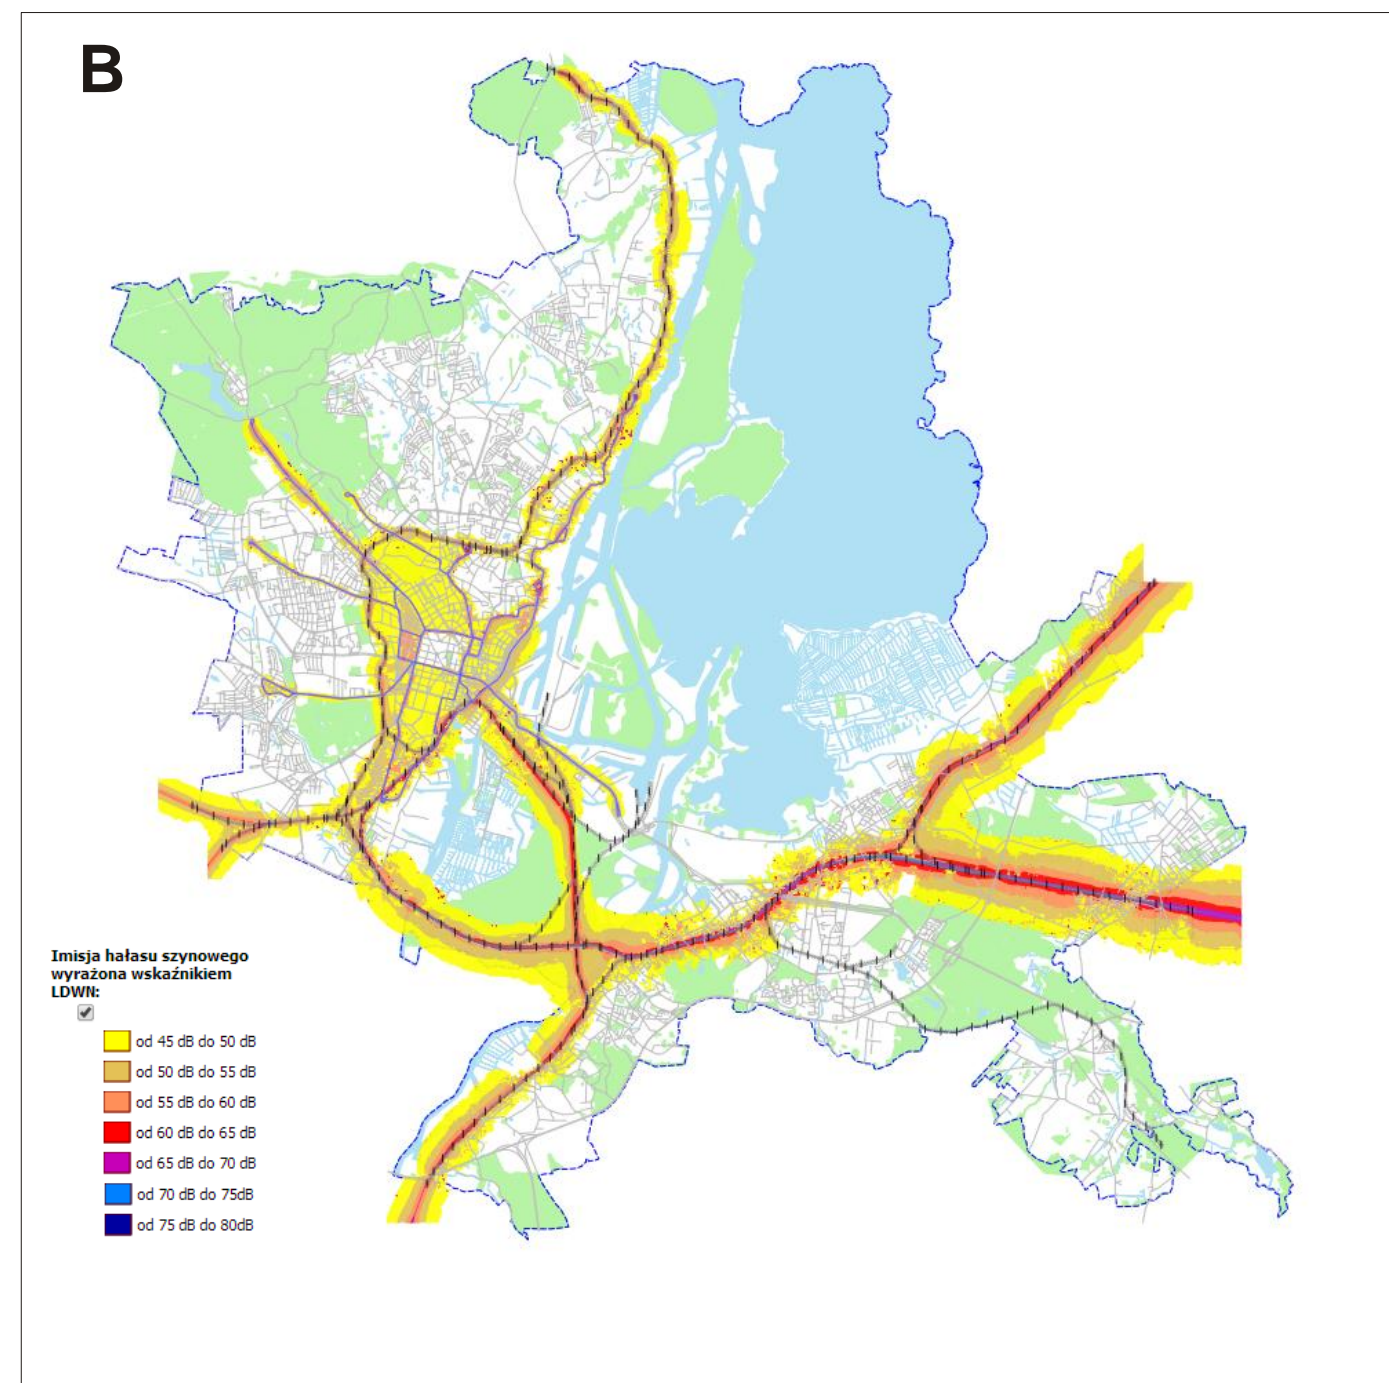 B
Imisja hałasu szynowego
wyrażona wskaźnikiem
LDWN:
od 45 dB do 50 dB
od 50 dB do 55 dB
od 55 dB do 60 dB
od 60 dB do 65 dB
od 65 dB do 70 dB
od 70 dB do 75dB
od 75 dB do 80dB